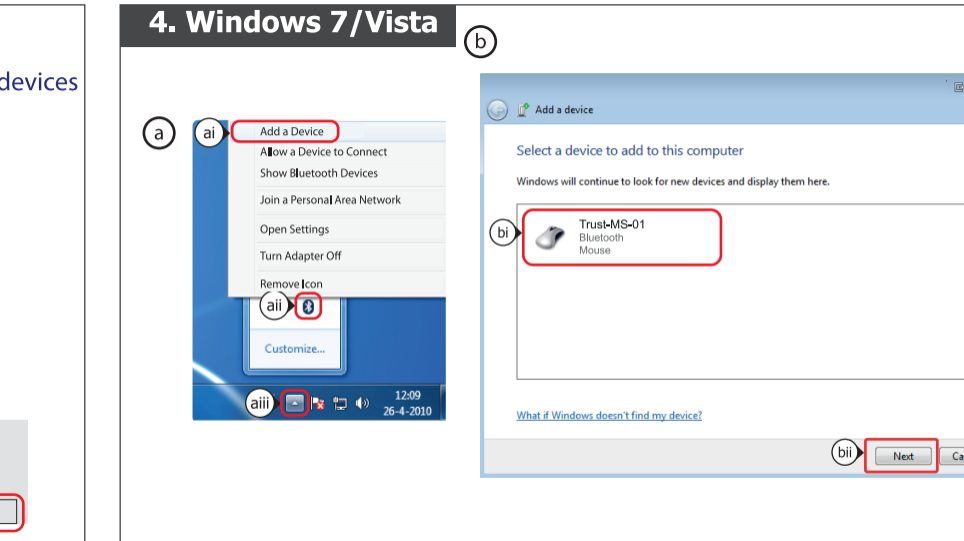 devices
4. Windows 7/Vista
a
ai
Add a Device
Allow a Device to Connect
Show Bluetooth Devices
Join a Personal Area Network
Open Settings
Turn Adapter Off
Remove Icon
aii
Customize...
aiii
12:09
26-4-2010
b
Add a device
Select a device to add to this computer
Windows will continue to look for new devices and display them here.
bi
Trust-MS-01
Bluetooth
Mouse
What if Windows doesn't find my device?
bii
Next
Ca